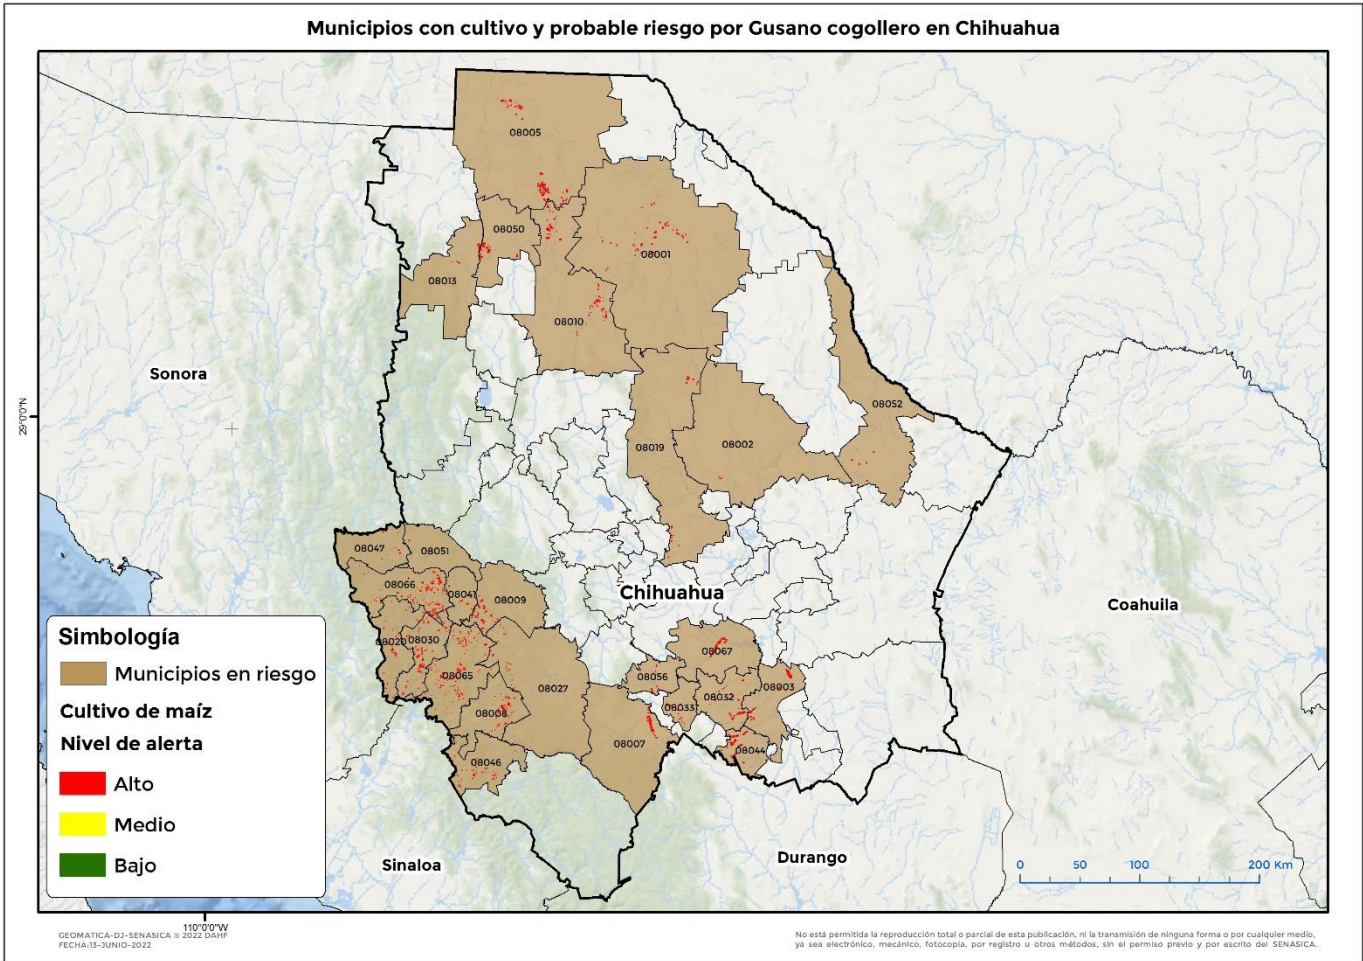 Municipios con cultivo y probable riesgo por Gusano cogollero en Chihuahua
08005
08050
08001
08013
08010
Sonora
29°0'0"N
08052
08019
08002
08047
08051
08066
08041
08009
Chihuahua
Coahuila
08020
08030
08067
08065
08056
08003
08027
08032
08033
08008
08007
08044
08046
Simbología
Municipios en riesgo
Cultivo de maíz
Nivel de alerta
Alto
Medio
Bajo
Sinaloa
Durango
0 50 100 200 Km
110°0'0"W
GEOMATICA-DJ-SENASICA © 2022 DAHF
FECHA:13-JUNIO-2022
No está permitida la reproducción total o parcial de esta publicación, ni la transmisión de ninguna forma o por cualquier medio,
ya sea electrónico, mecánico, fotocopia, por registro u otros métodos, sin el permiso previo y por escrito del SENASICA.